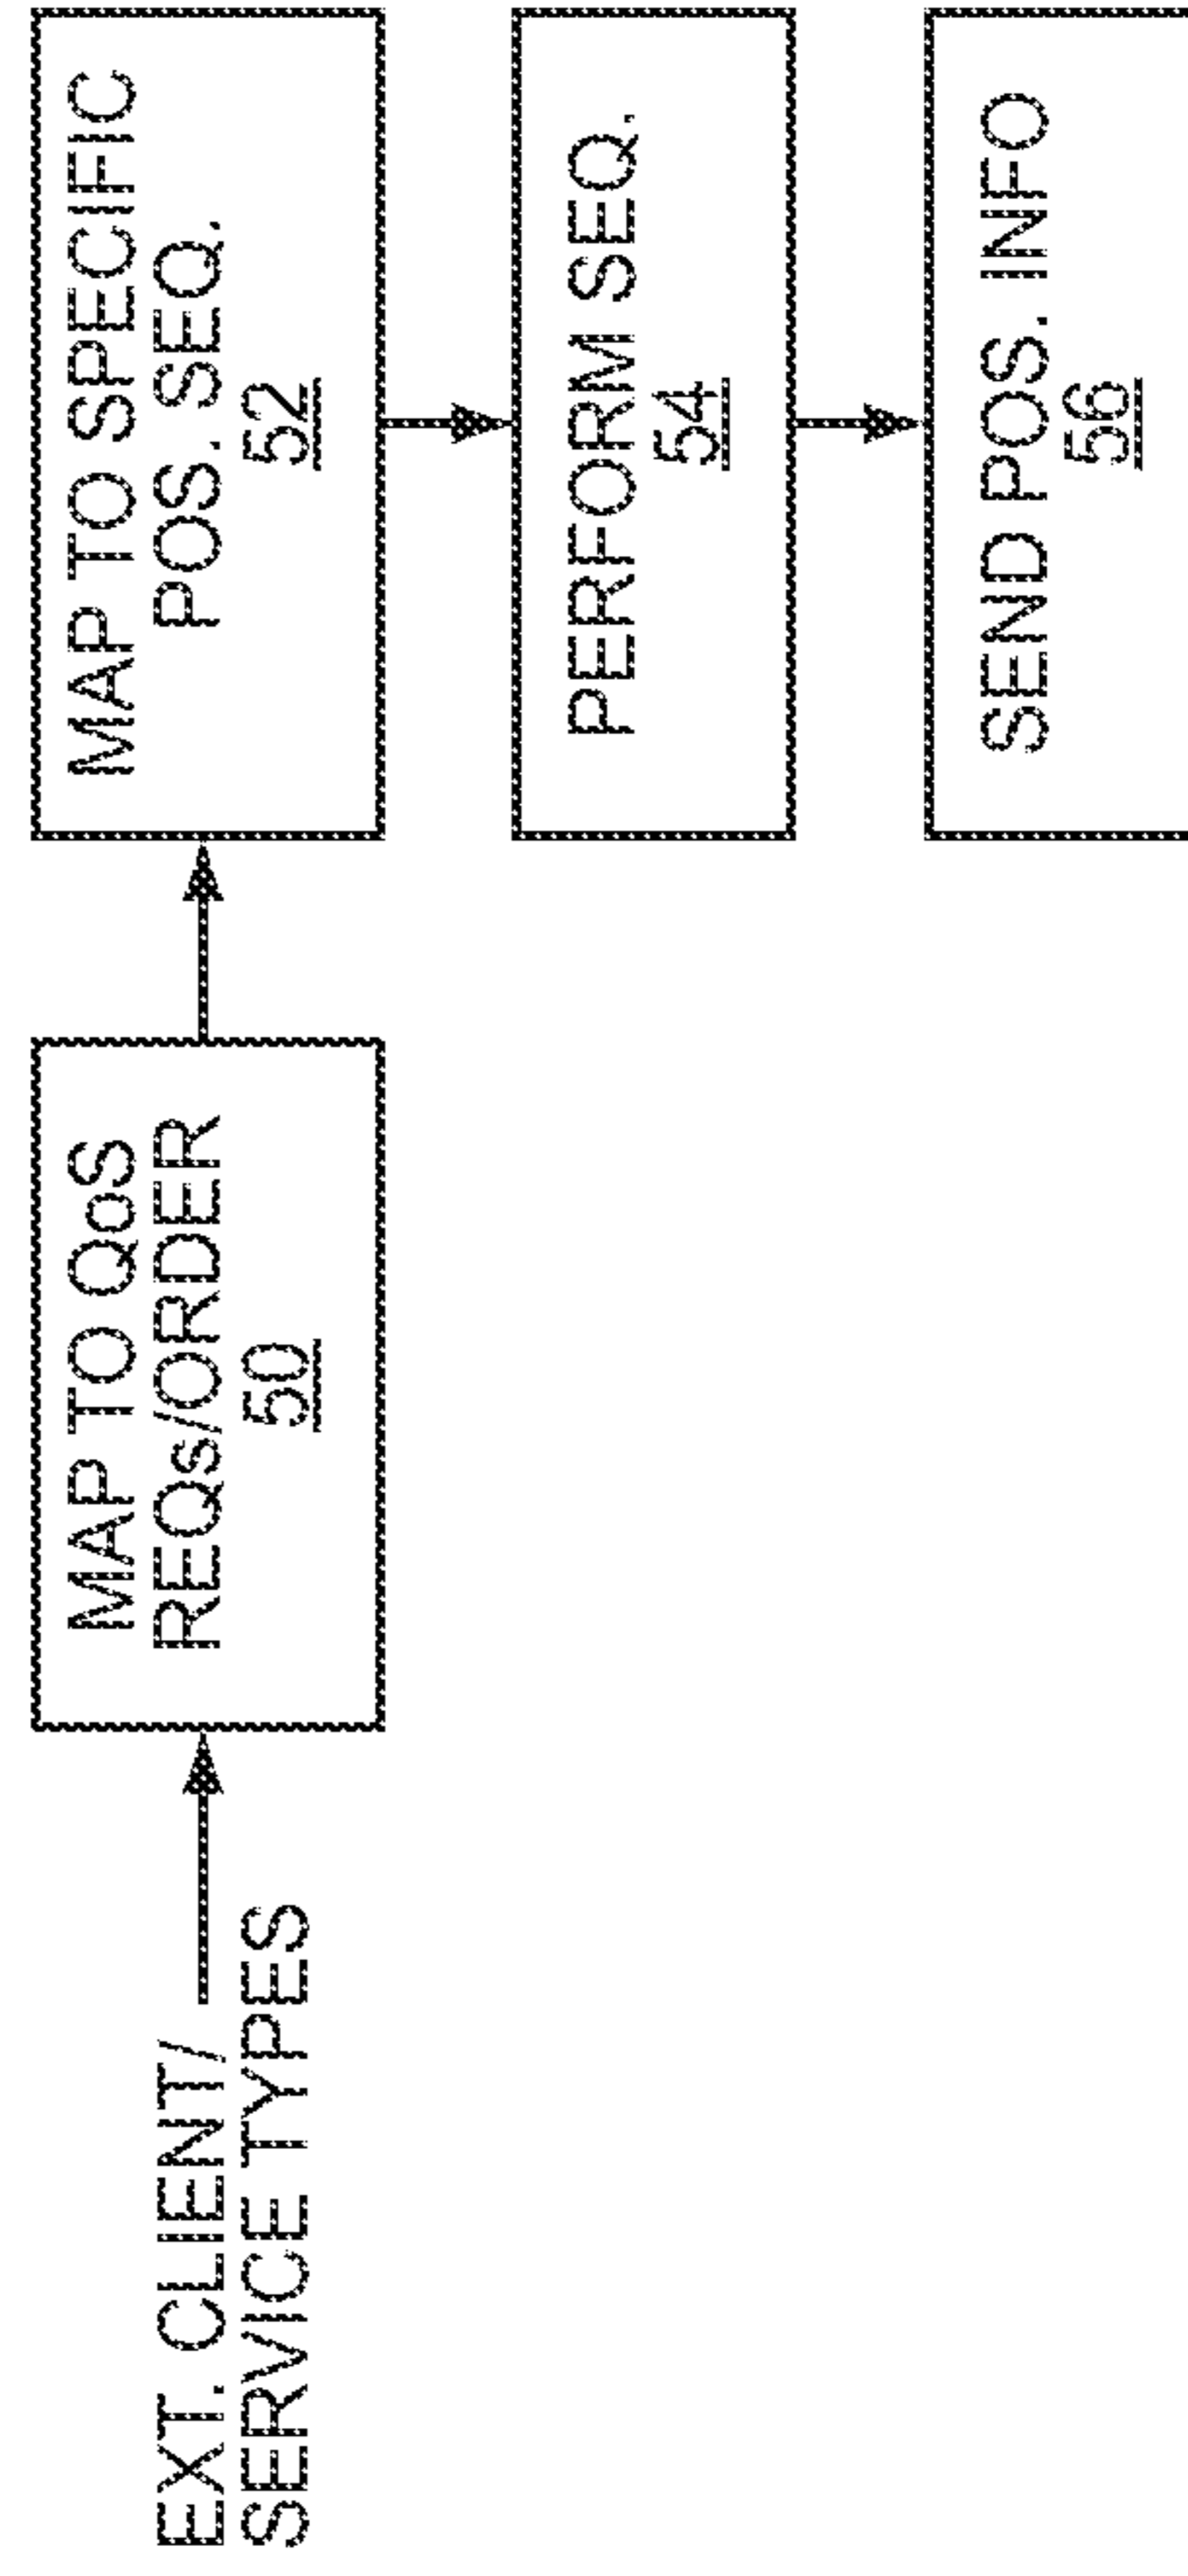 EXT. CLIENT/
SERVICE TYPES
MAP TO QoS
REQs/ORDER
50
MAP TO SPECIFIC
POS. SEQ.
52
PERFORM SEQ.
54
SEND POS. INFO
56